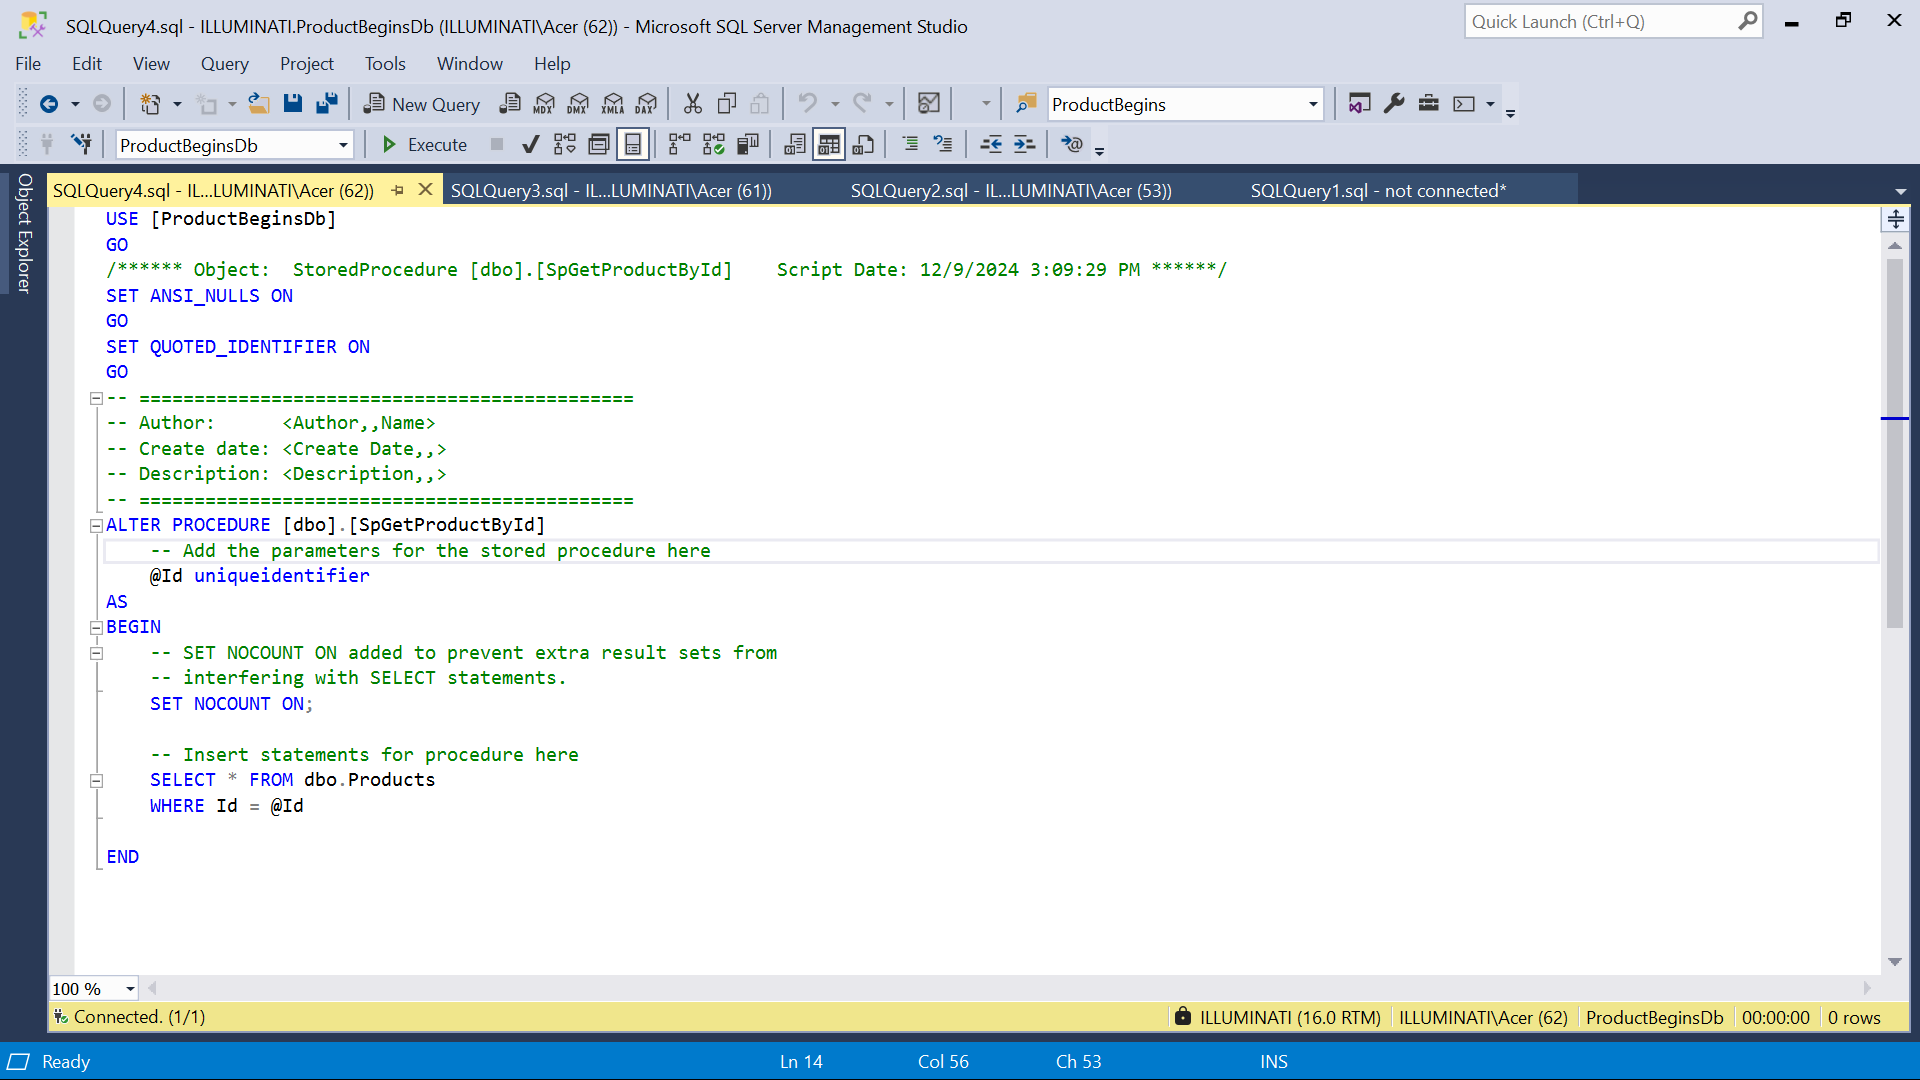 SQLQuery4.sql - ILLUMINATI.ProductBeginsDb (ILLUMINATI\Acer (62)) - Microsoft SQL Server Management Studio
Quick Launch (Ctrl+Q)
File Edit View Query Project Tools Window Help
New Query MDX DMX XMLA DAX ProductBegins
ProductBeginsDb Execute
Object Explorer
SQLQuery4.sql - IL...LUMINATI\Acer (62)) SQLQuery3.sql - IL...LUMINATI\Acer (61)) SQLQuery2.sql - IL...LUMINATI\Acer (53)) SQLQuery1.sql - not connected*
USE [ProductBeginsDb]
GO
/****** Object:  StoredProcedure [dbo].[SpGetProductById]    Script Date: 12/9/2024 3:09:29 PM ******/
SET ANSI_NULLS ON
GO
SET QUOTED_IDENTIFIER ON
GO
-- =============================================
-- Author:      <Author,,Name>
-- Create date: <Create Date,,>
-- Description: <Description,,>
-- =============================================
ALTER PROCEDURE [dbo].[SpGetProductById]
    -- Add the parameters for the stored procedure here
    @Id uniqueidentifier
AS
BEGIN
    -- SET NOCOUNT ON added to prevent extra result sets from
    -- interfering with SELECT statements.
    SET NOCOUNT ON;
    -- Insert statements for procedure here
    SELECT * FROM dbo.Products
    WHERE Id = @Id
END
100 %
Connected. (1/1) ILLUMINATI (16.0 RTM) ILLUMINATI\Acer (62) ProductBeginsDb 00:00:00 0 rows
Ready Ln 14 Col 56 Ch 53 INS